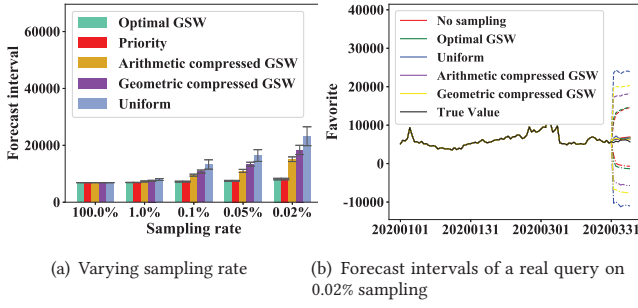 Optimal GSW
Priority
Arithmetic compressed GSW
Geometric compressed GSW
Uniform
Forecast interval
60000
40000
20000
0
100.0% 1.0% 0.1% 0.05% 0.02%
Sampling rate
(a) Varying sampling rate
No sampling
Optimal GSW
Uniform
Arithmetic compressed GSW
Geometric compressed GSW
True Value
Favorite
40000
30000
20000
10000
0
-10000
20200101 20200131 20200301 20200331
(b) Forecast intervals of a real query on
0.02% sampling